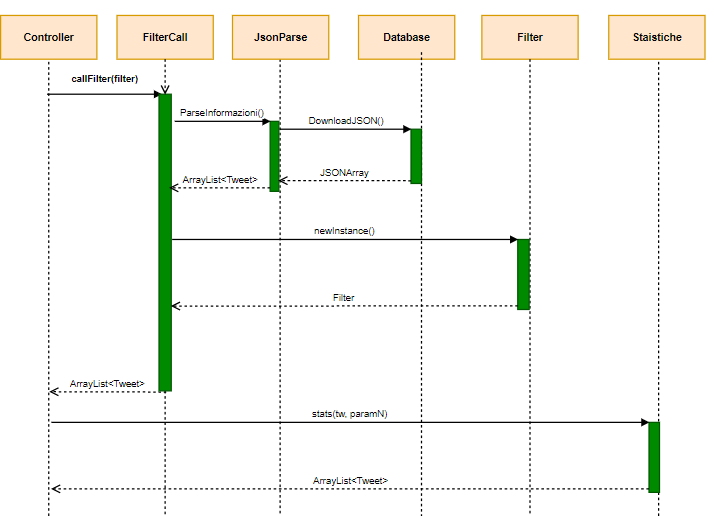 Controller
FilterCall
JsonParse
Database
Filter
Staistiche
callFilter(filter)
ParseInformazioni()
DownloadJSON()
JSONArray
ArrayList<Tweet>
newInstance()
Filter
ArrayList<Tweet>
stats(tw, paramN)
ArrayList<Tweet>